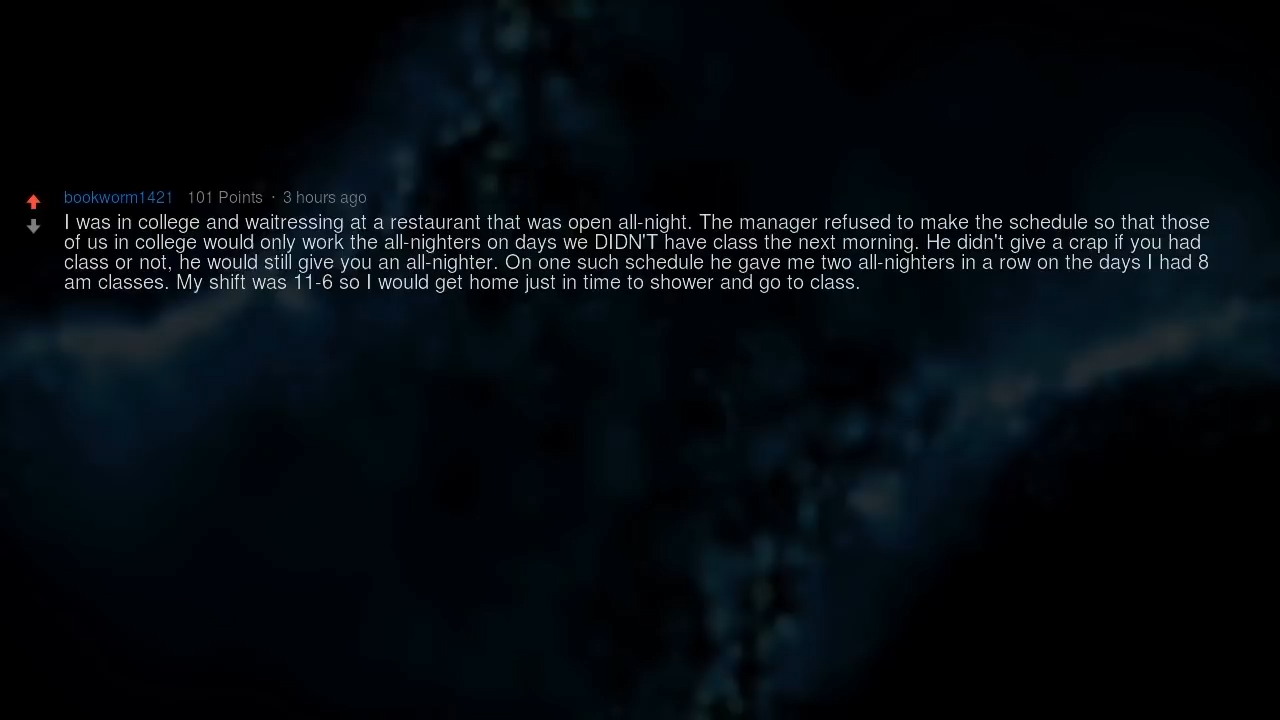 bookworm1421 101 Points · 3 hours ago
I was in college and waitressing at a restaurant that was open all-night. The manager refused to make the schedule so that those
of us in college would only work the all-nighters on days we DIDN'T have class the next morning. He didn't give a crap if you had
class or not, he would still give you an all-nighter. On one such schedule he gave me two all-nighters in a row on the days I had 8
am classes. My shift was 11-6 so I would get home just in time to shower and go to class.